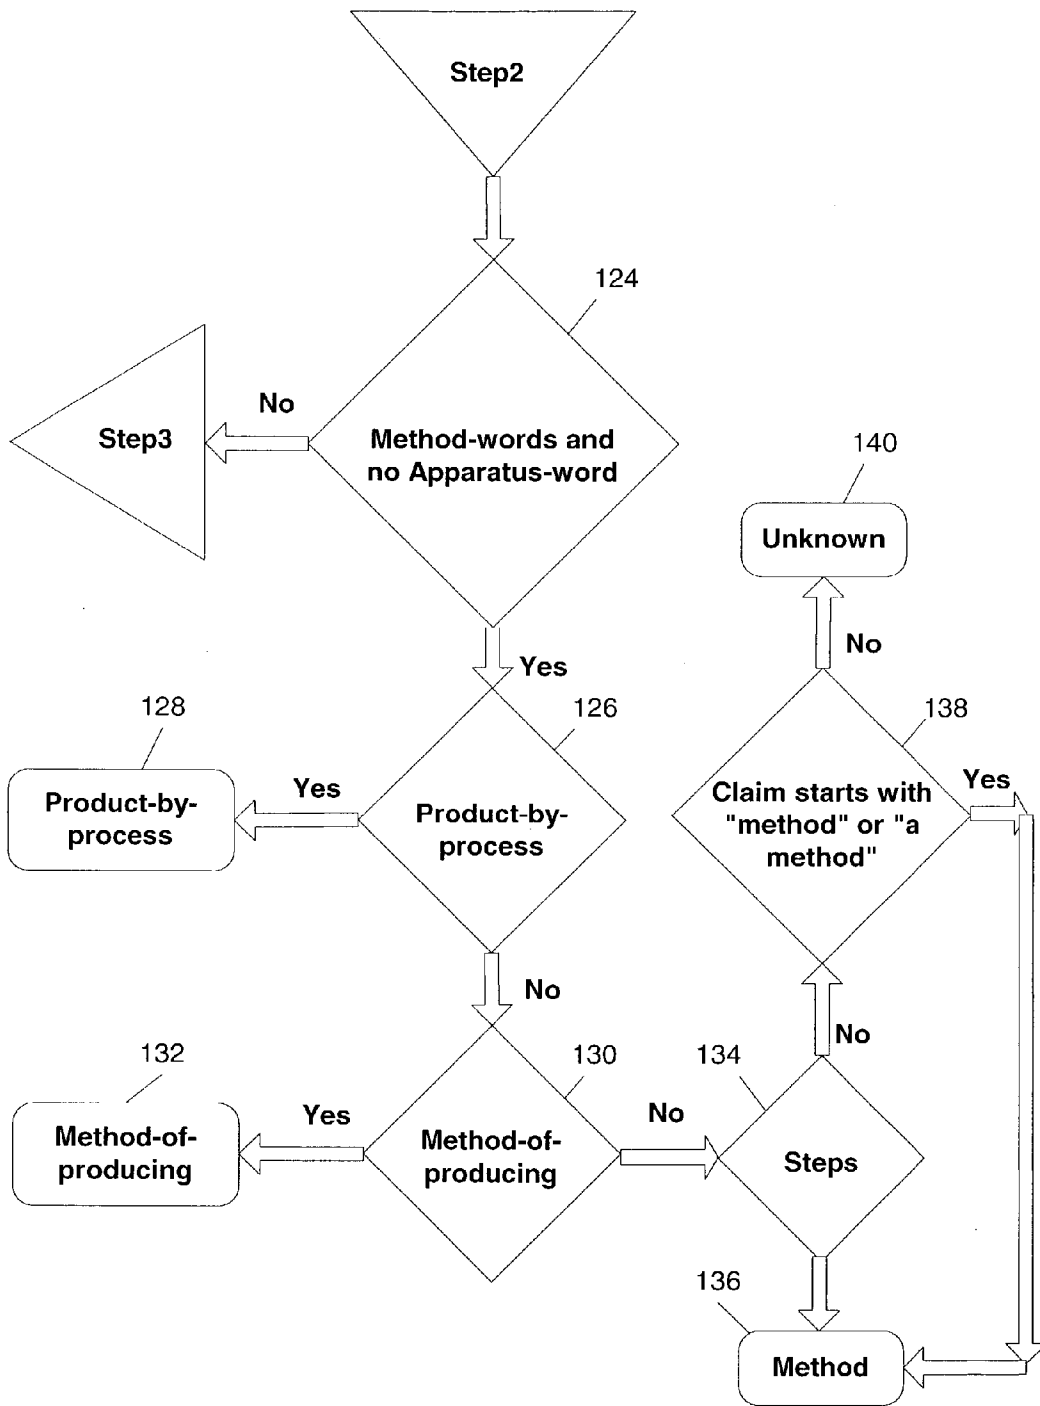 Step2
124
No
Step3
Method-words and
no Apparatus-word
140
Unknown
No
Yes
128
126
138
Product-by-
process
Yes
Product-by-
process
Claim starts with
"method" or "a
method"
Yes
No
No
132
130
134
Method-of-
producing
Yes
Method-of-
producing
No
Steps
136
Method